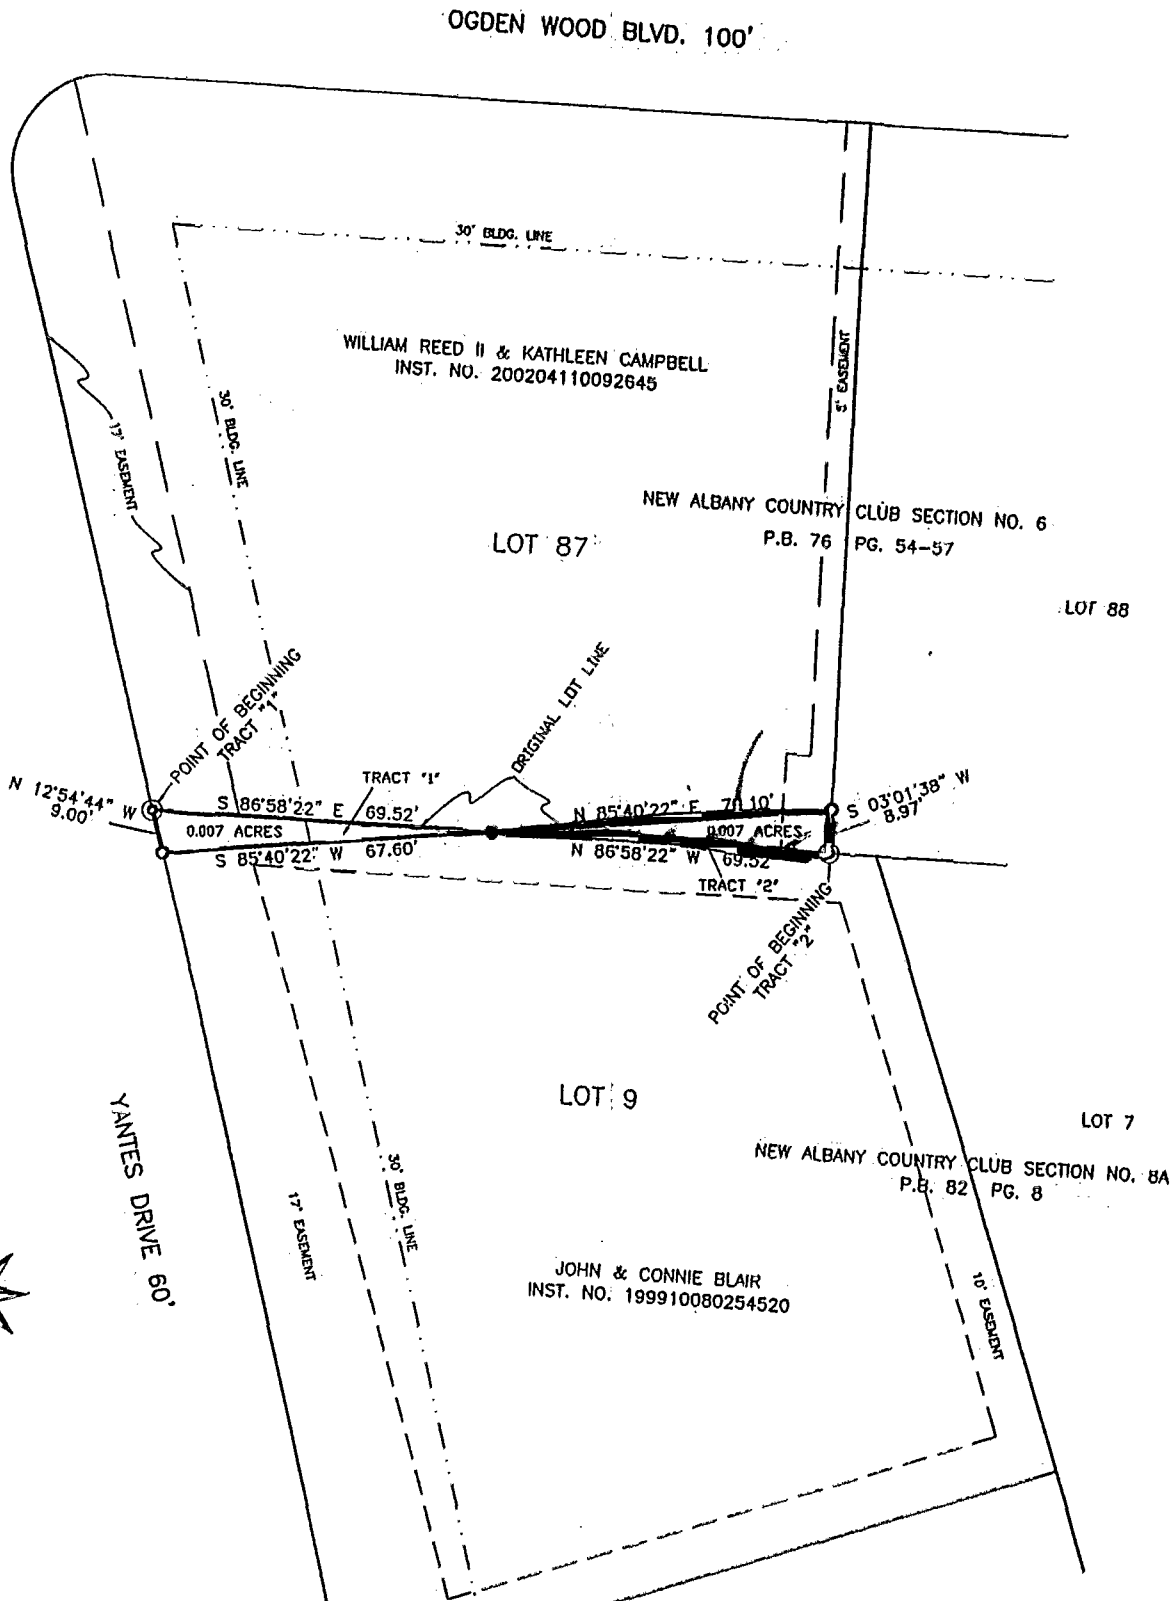 OGDEN WOOD BLVD. 100'
30' BLDG. LINE
WILLIAM REED II & KATHLEEN CAMPBELL
INST. NO. 200204110092645
5' EASEMENT
30' BLDG. LINE
17' EASEMENT
NEW ALBANY COUNTRY CLUB SECTION NO. 6
P.B. 76 PG. 54-57
LOT 87
LOT 88
ORIGINAL LOT LINE
POINT OF BEGINNING
TRACT "1"
TRACT "1"
N 12°54'44" W
9.00'
S 86°58'22" E 69.52'
N 85°40'22" E 70.10'
S 03°01'38" W
8.97'
0.007 ACRES
0.007 ACRES
S 85°40'22" W 67.60'
N 86°58'22" W 69.52'
TRACT "2"
POINT OF BEGINNING
TRACT "2"
LOT 9
LOT 7
YANTES DRIVE 60'
NEW ALBANY COUNTRY CLUB SECTION NO. 8A
P.B. 82 PG. 8
17' EASEMENT
30' BLDG. LINE
JOHN & CONNIE BLAIR
INST. NO. 199910080254520
10' EASEMENT